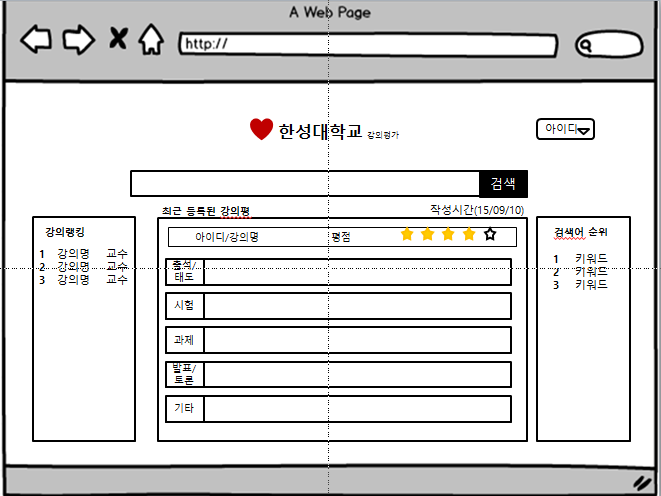 A Web Page
http://
한성대학교 강의평가
아이디
검색
최근 등록된 강의평
작성시간(15/09/10)
강의랭킹
1 강의명 교수
2 강의명 교수
3 강의명 교수
아이디/강의명 평점
출석/
태도
시험
과제
발표/
토론
기타
검색어 순위
1 키워드
2 키워드
3 키워드